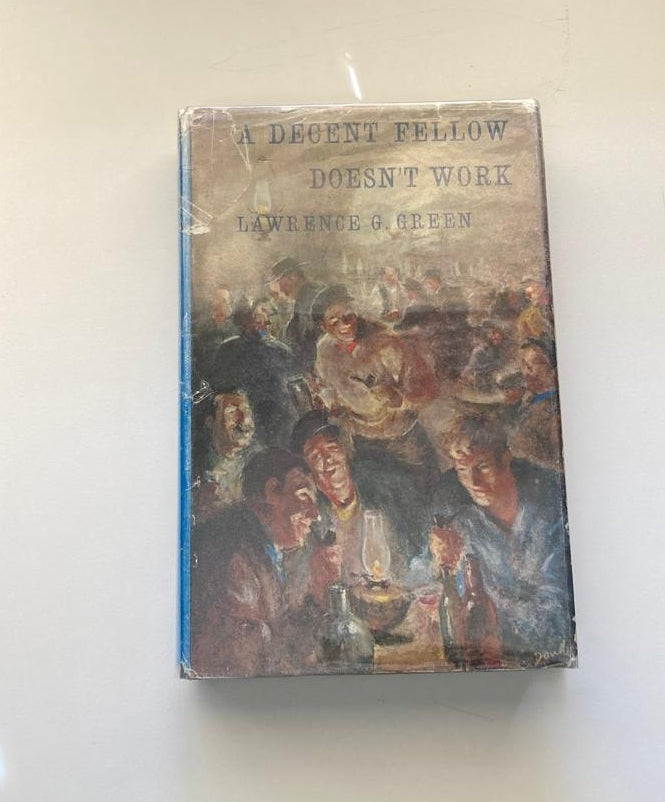 A DECENT FELLOW
DOESN'T WORK
LAWRENCE G. GREEN